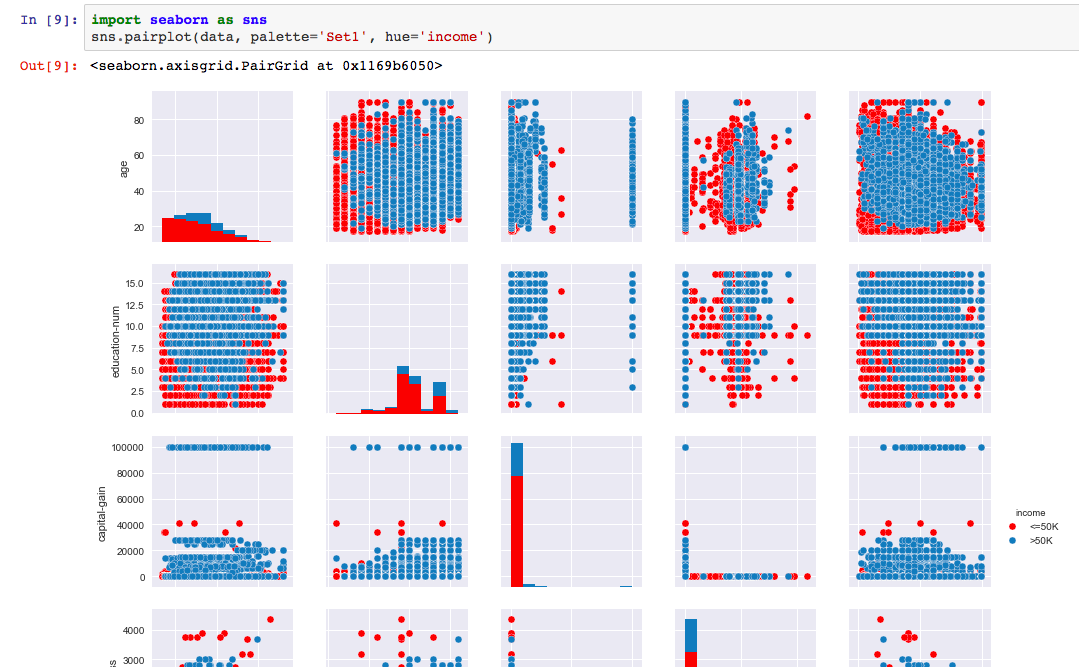 In [9]: import seaborn as sns
sns.pairplot(data, palette='Set1', hue='income')
Out[9]: <seaborn.axisgrid.PairGrid at 0x1169b6050>
80
60
40
20
age
15.0
12.5
10.0
7.5
5.0
2.5
0.0
education-num
100000
80000
60000
40000
20000
0
capital-gain
income
<=50K
>50K
4000
3000